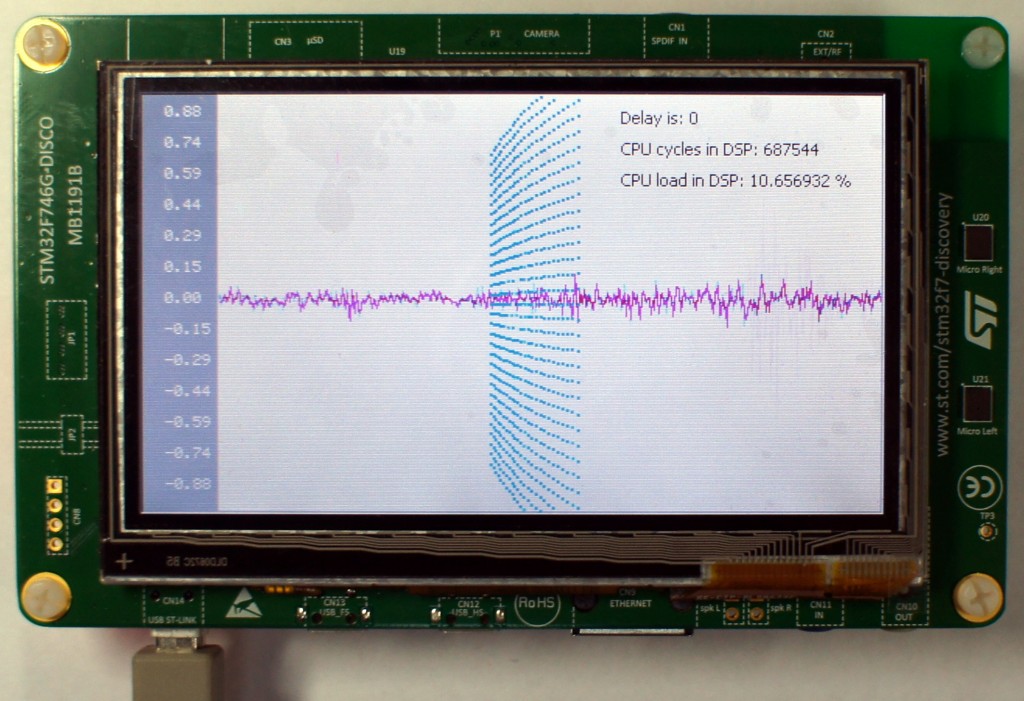 CN3 µSD
U19
P1 CAMERA
CN1
SPDIF IN
CN2
EXT/RF
STM32F746G-DISCO
MB1191B
0.88
0.74
0.59
0.44
0.29
0.15
0.00
-0.15
-0.29
-0.44
-0.59
-0.74
-0.88
Delay is: 0
CPU cycles in DSP: 687544
CPU load in DSP: 10.656932 %
www.st.com/stm32f7-discovery
U20
Micro Right
U21
Micro Left
CE
TP3
JP1
JP2
CN8
CN14
USB ST-LINK
CN13
USB_FS
CN12
USB_HS
RoHS
CN9
ETHERNET
spk L
spk R
CN11
IN
CN10
OUT